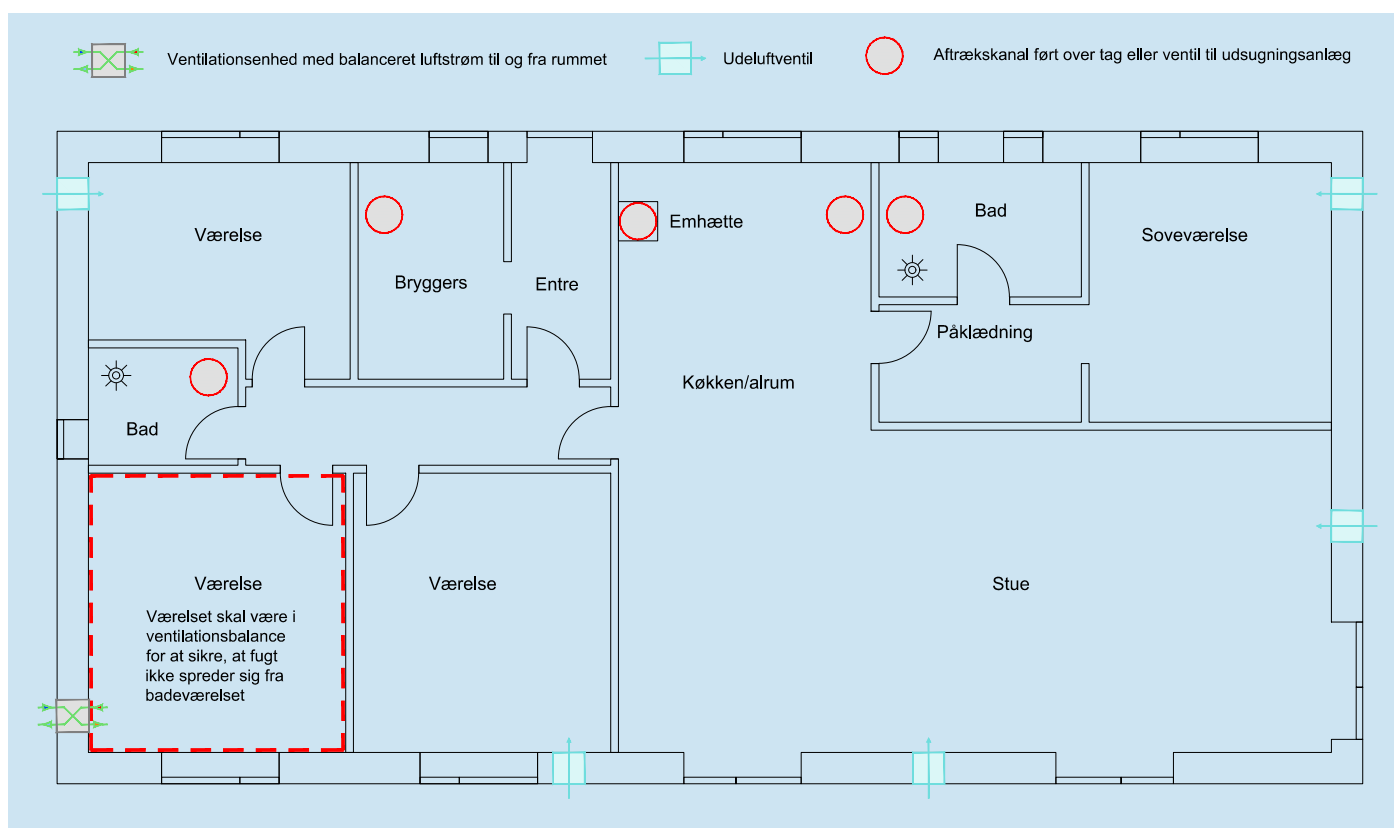 Ventilationsenhed med balanceret luftstrøm til og fra rummet
Udeluftventil
Aftrækskanal ført over tag eller ventil til udsugningsanlæg
Værelse
Bryggers
Entre
Emhætte
Bad
Soveværelse
Påklædning
Køkken/alrum
Bad
Værelse
Værelset skal være i
ventilationsbalance
for at sikre, at fugt
ikke spreder sig fra
badeværelset
Værelse
Stue